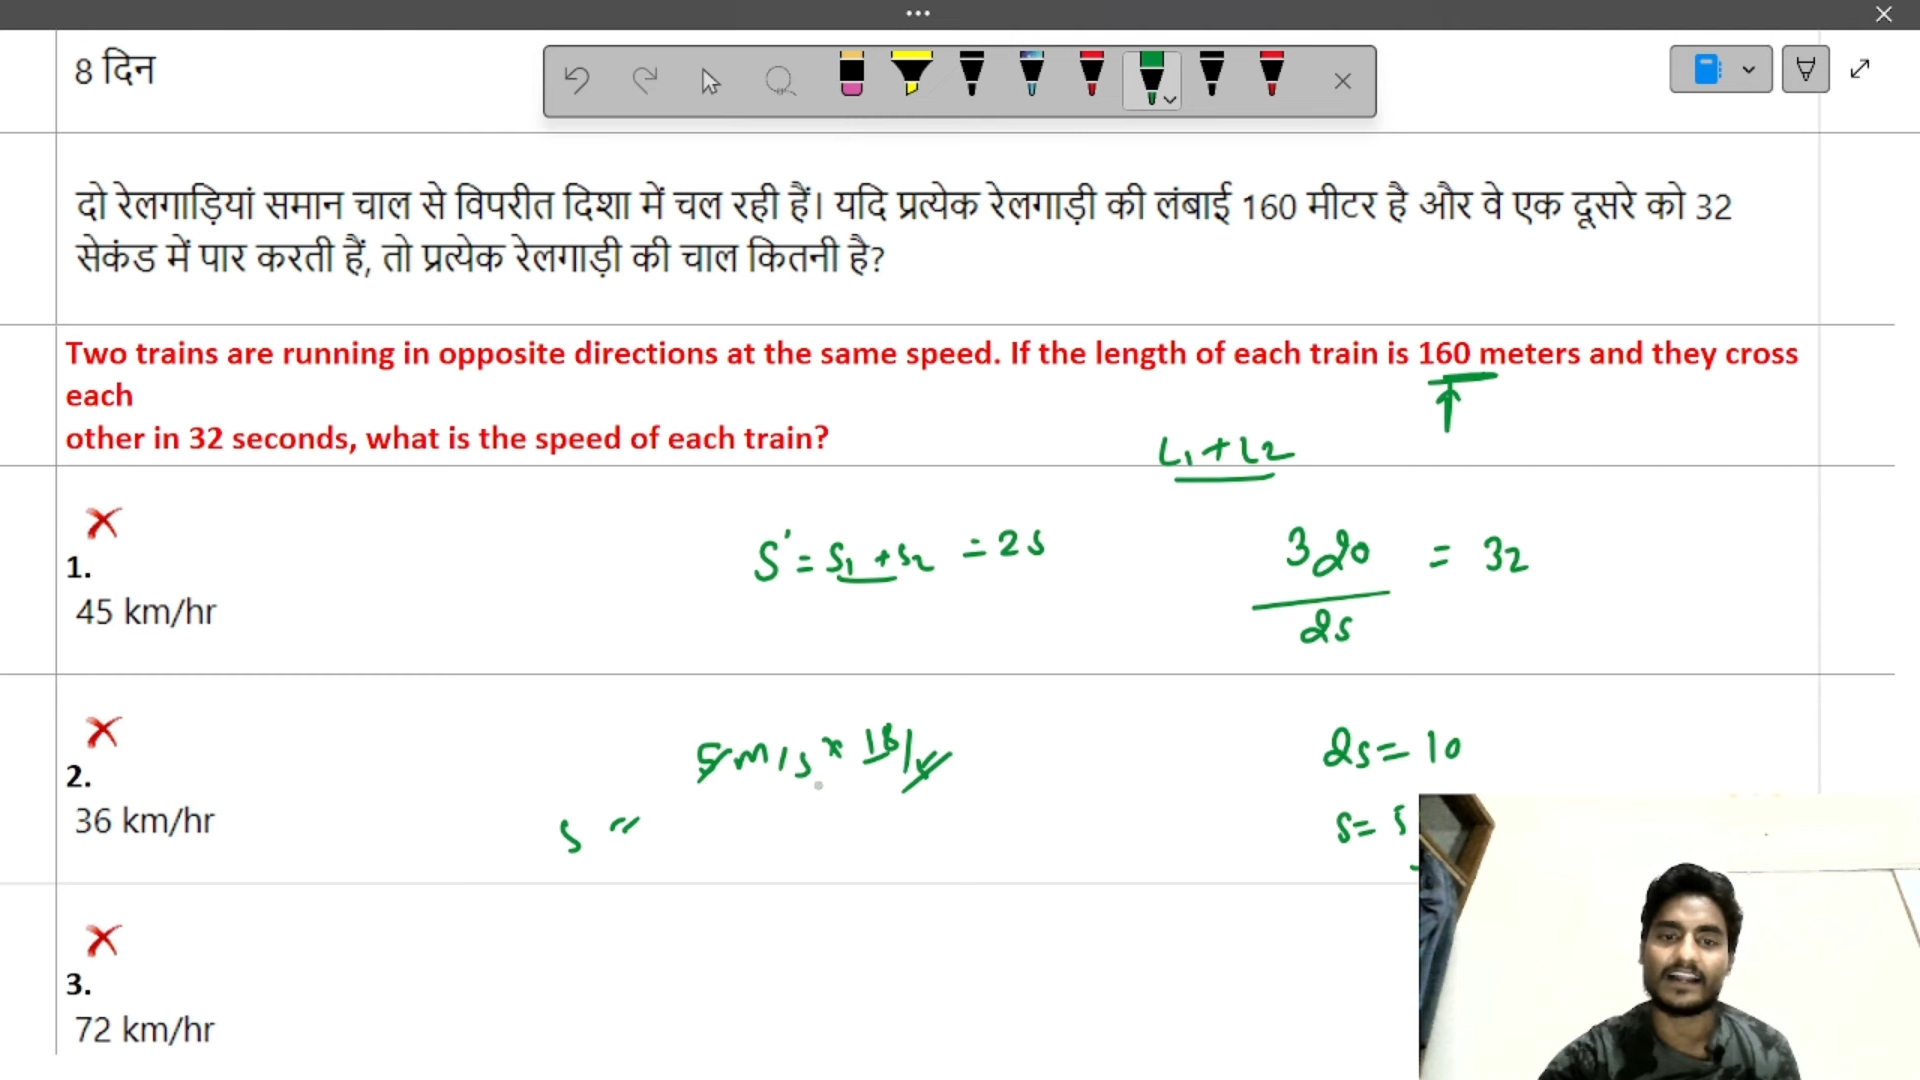 8 दिन
दो रेलगाड़ियां समान चाल से विपरीत दिशा में चल रही हैं। यदि प्रत्येक रेलगाड़ी की लंबाई 160 मीटर है और वे एक दूसरे को 32
सेकंड में पार करती हैं, तो प्रत्येक रेलगाड़ी की चाल कितनी है?
Two trains are running in opposite directions at the same speed. If the length of each train is 160 meters and they cross
each
other in 32 seconds, what is the speed of each train?
L1+L2
1.
S' = S1 + S2 = 2S
320/2S = 32
45 km/hr
2.
5m/s × 18/
2s = 10
36 km/hr
S =
s = 5
3.
72 km/hr